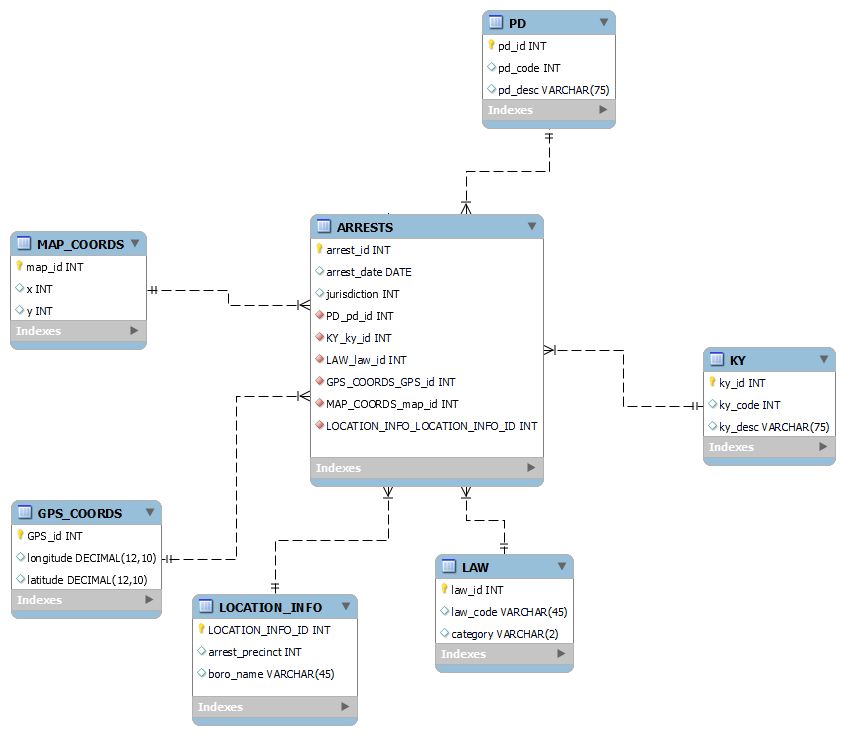 PD
pd_id INT
pd_code INT
pd_desc VARCHAR(75)
Indexes
ARRESTS
arrest_id INT
arrest_date DATE
jurisdiction INT
PD_pd_id INT
KY_ky_id INT
LAW_law_id INT
GPS_COORDS_GPS_id INT
MAP_COORDS_map_id INT
LOCATION_INFO_LOCATION_INFO_ID INT
Indexes
MAP_COORDS
map_id INT
x INT
y INT
Indexes
KY
ky_id INT
ky_code INT
ky_desc VARCHAR(75)
Indexes
GPS_COORDS
GPS_id INT
longitude DECIMAL(12,10)
latitude DECIMAL(12,10)
Indexes
LOCATION_INFO
LOCATION_INFO_ID INT
arrest_precinct INT
boro_name VARCHAR(45)
Indexes
LAW
law_id INT
law_code VARCHAR(45)
category VARCHAR(2)
Indexes